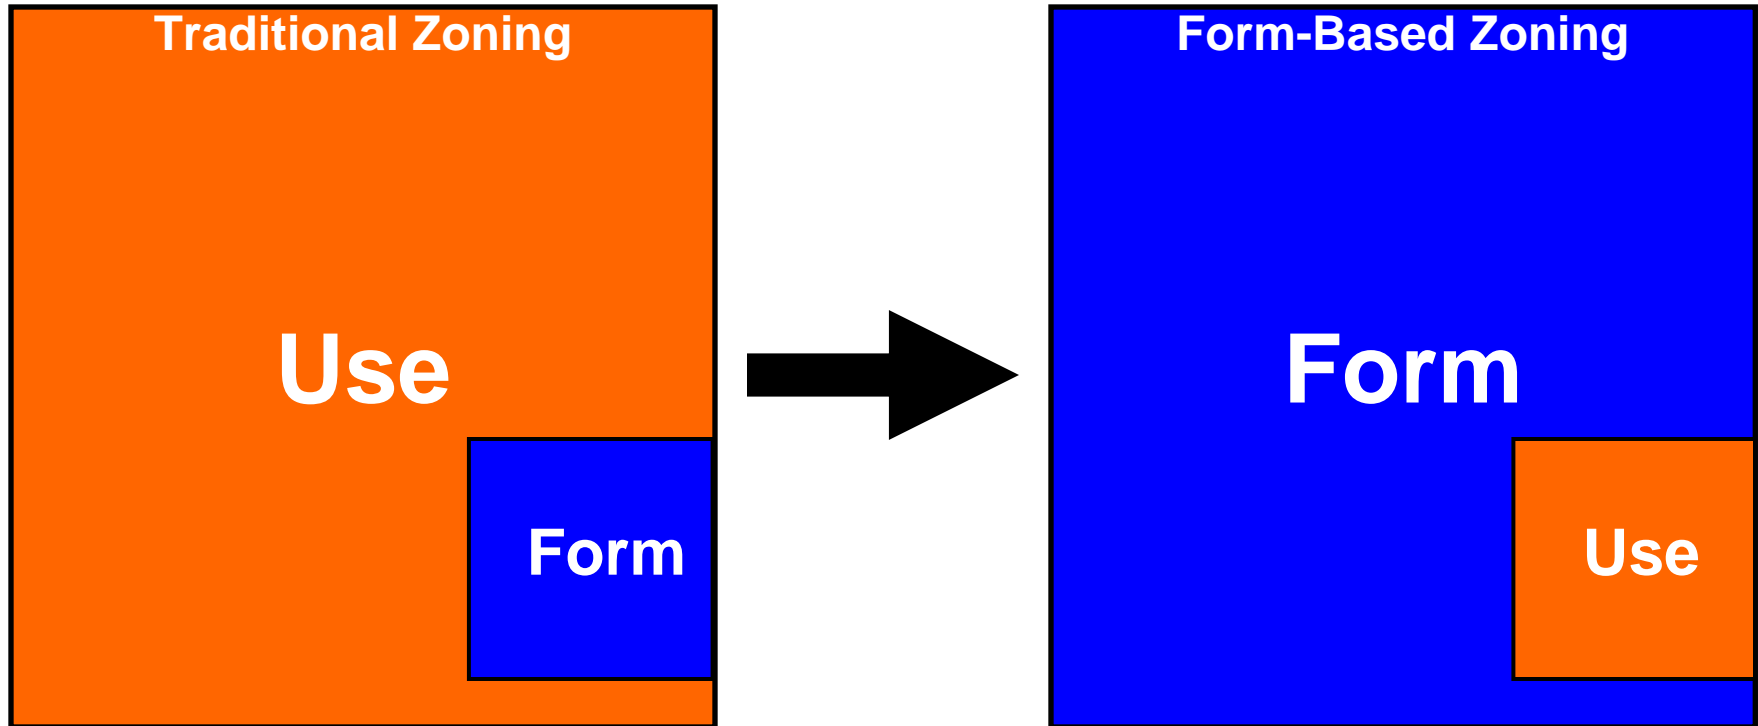 Traditional Zoning
Use
Form
Form-Based Zoning
Form
Use